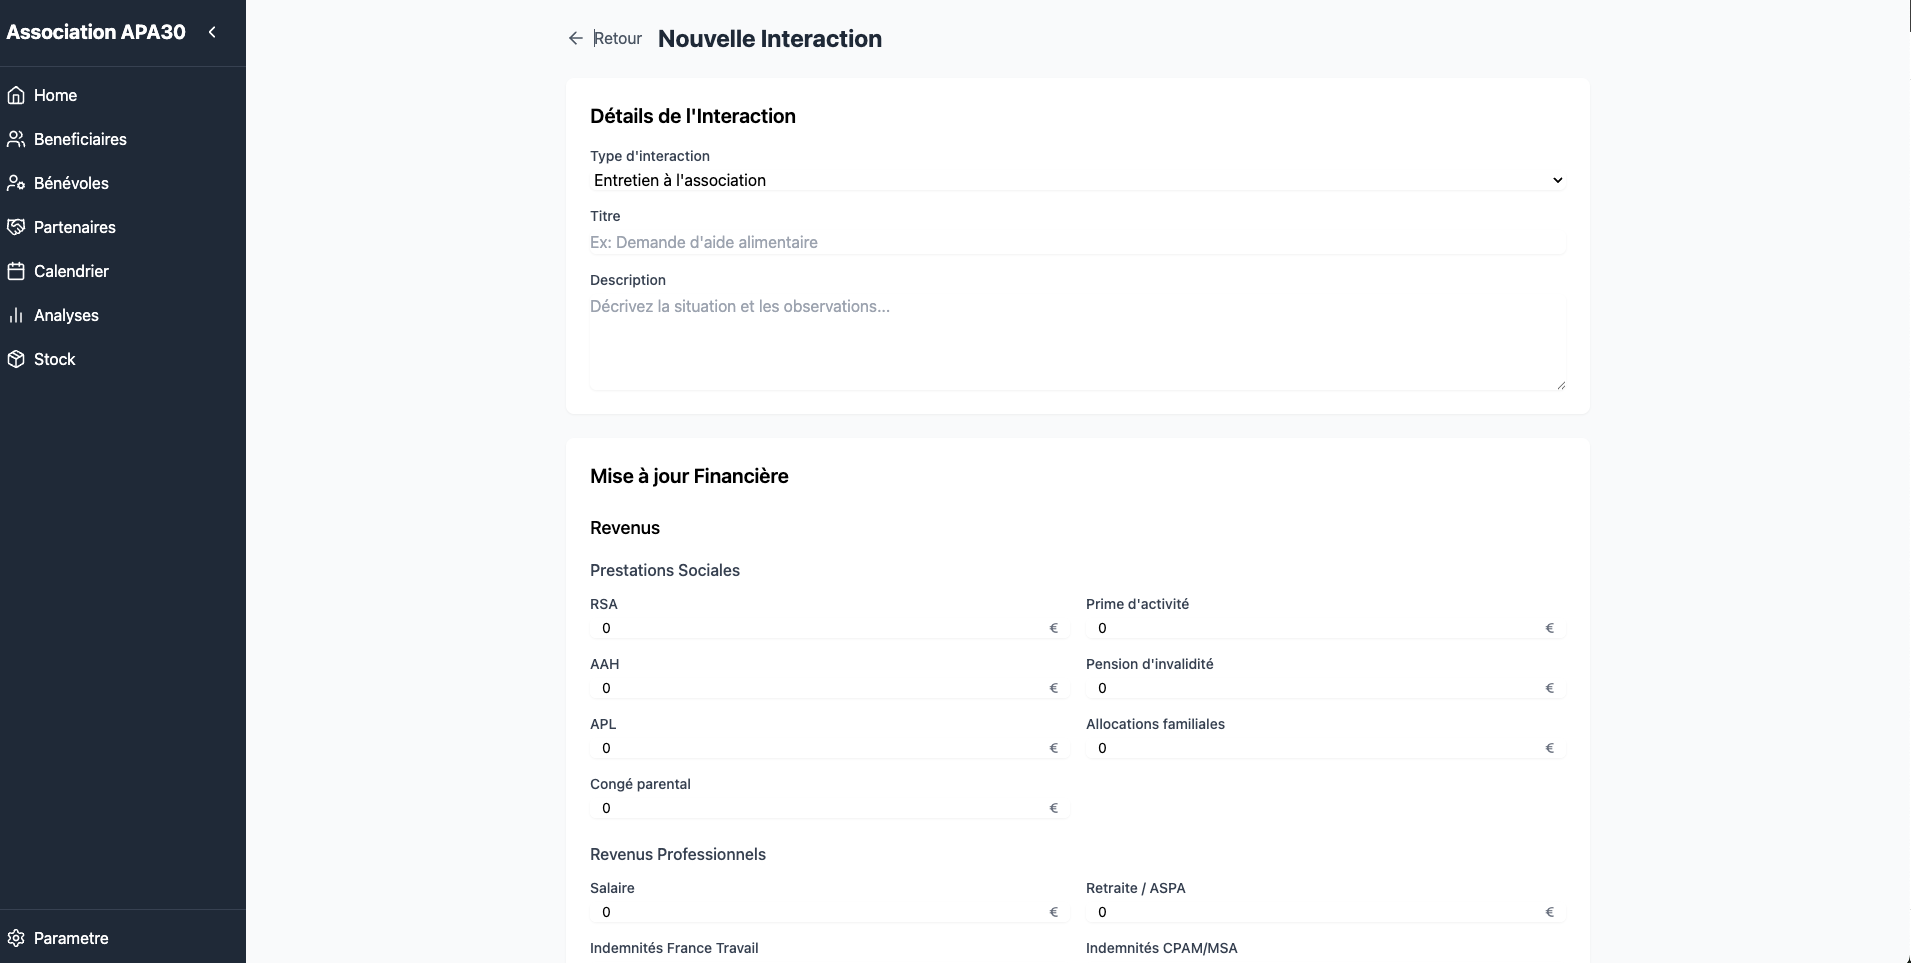 Association APA30
Home
Beneficiaires
Bénévoles
Partenaires
Calendrier
Analyses
Stock
Parametre
Retour Nouvelle Interaction
Détails de l'Interaction
Type d'interaction
Entretien à l'association
Titre
Ex: Demande d'aide alimentaire
Description
Décrivez la situation et les observations...
Mise à jour Financière
Revenus
Prestations Sociales
RSA Prime d'activité
0 € 0 €
AAH Pension d'invalidité
0 € 0 €
APL Allocations familiales
0 € 0 €
Congé parental
0 €
Revenus Professionnels
Salaire Retraite / ASPA
0 € 0 €
Indemnités France Travail Indemnités CPAM/MSA